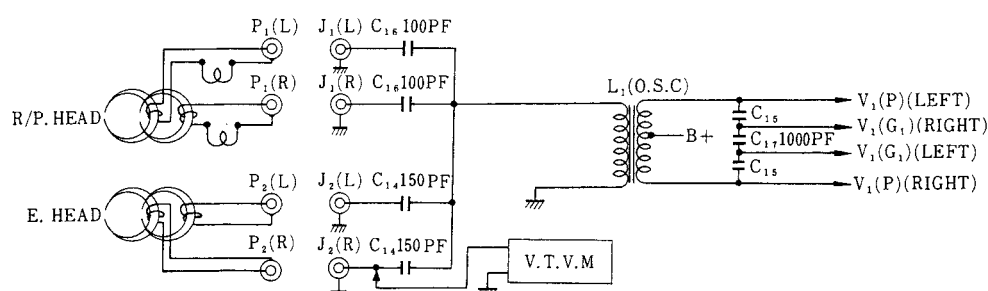 P₁(L) J₁(L) C₁₆ 100PF
P₁(R) J₁(R) C₁₆ 100PF
R/P. HEAD
L₁(O.S.C)
B+
V₁(P)(LEFT)
C₁₅
V₁(G₁)(RIGHT)
C₁₇ 1000PF
V₁(G₁)(LEFT)
C₁₅
V₁(P)(RIGHT)
P₂(L) J₂(L) C₁₄ 150PF
E. HEAD
P₂(R) J₂(R) C₁₄ 150PF
V.T.V.M